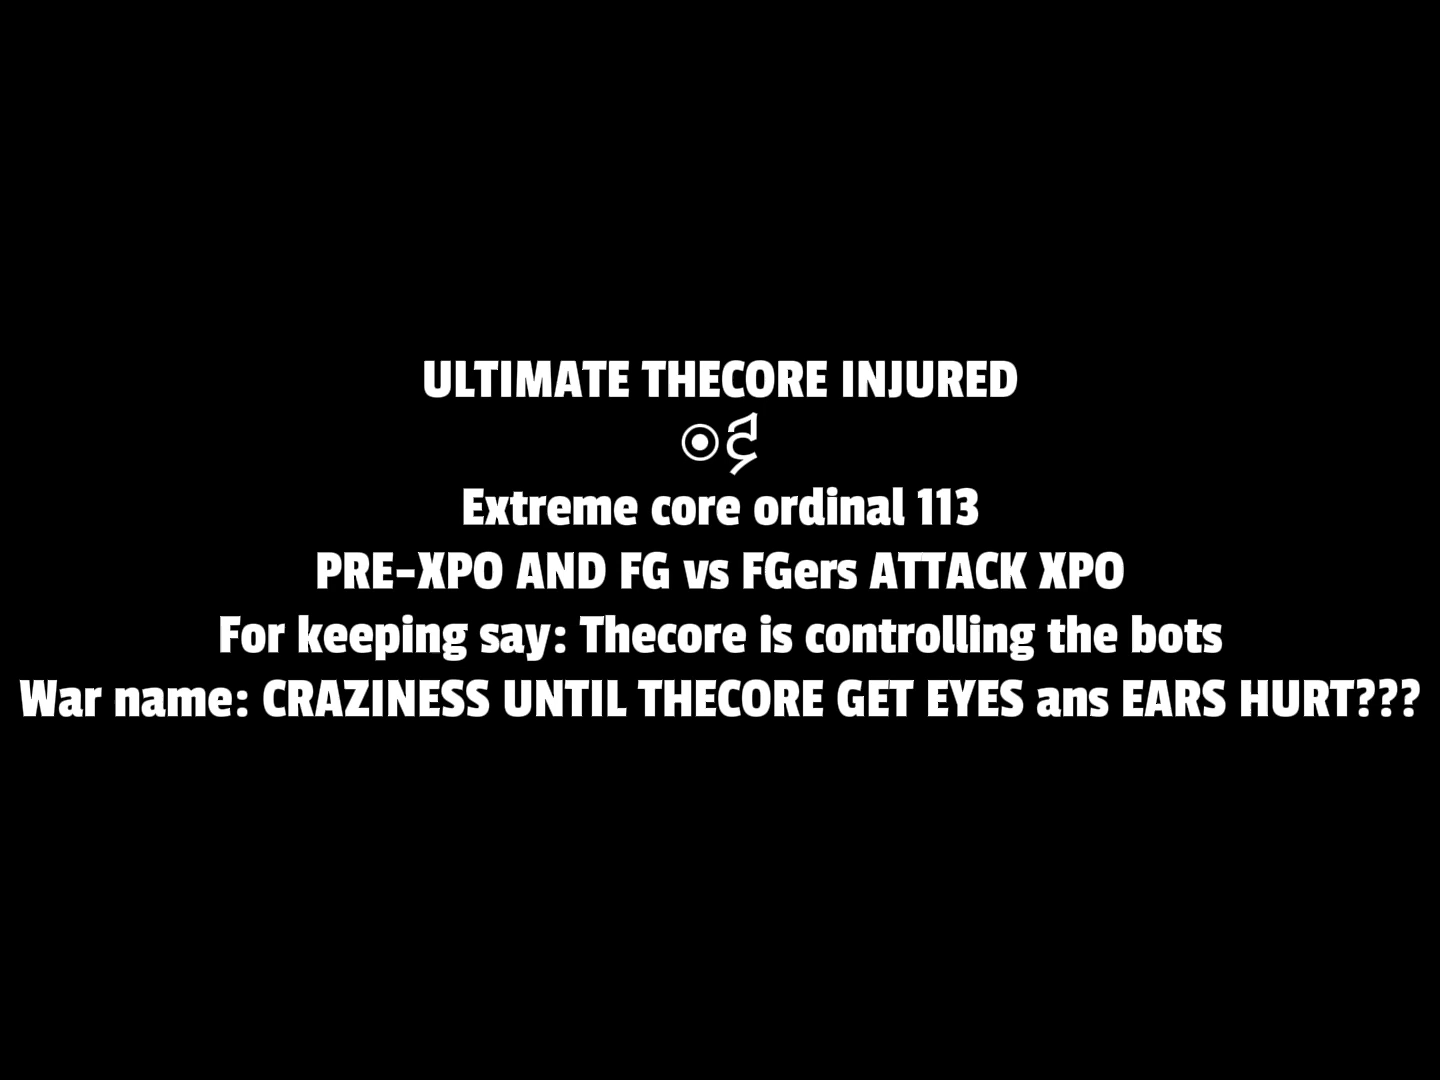 ULTIMATE THECORE INJURED
Extreme core ordinal 113
PRE-XPO AND FG vs FGers ATTACK XPO
For keeping say: Thecore is controlling the bots
War name: CRAZINESS UNTIL THECORE GET EYES ans EARS HURT???